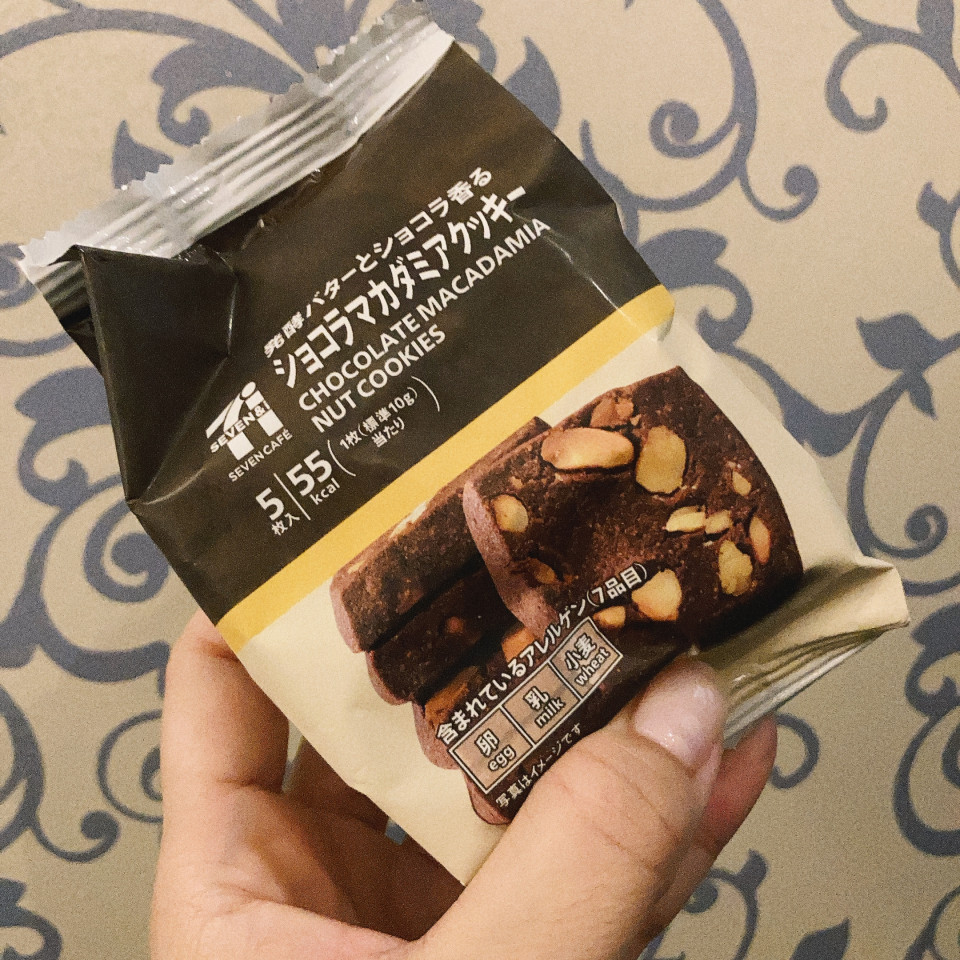 発酵バターとショコラ香る
ショコラマカダミアクッキー
CHOCOLATE MACADAMIA
NUT COOKIES
SEVEN&i
SEVEN CAFÉ
5枚入
55kcal
(1枚(標準10g)当たり)
含まれているアレルゲン(7品目)
卵 egg
乳 milk
小麦 wheat
写真はイメージです